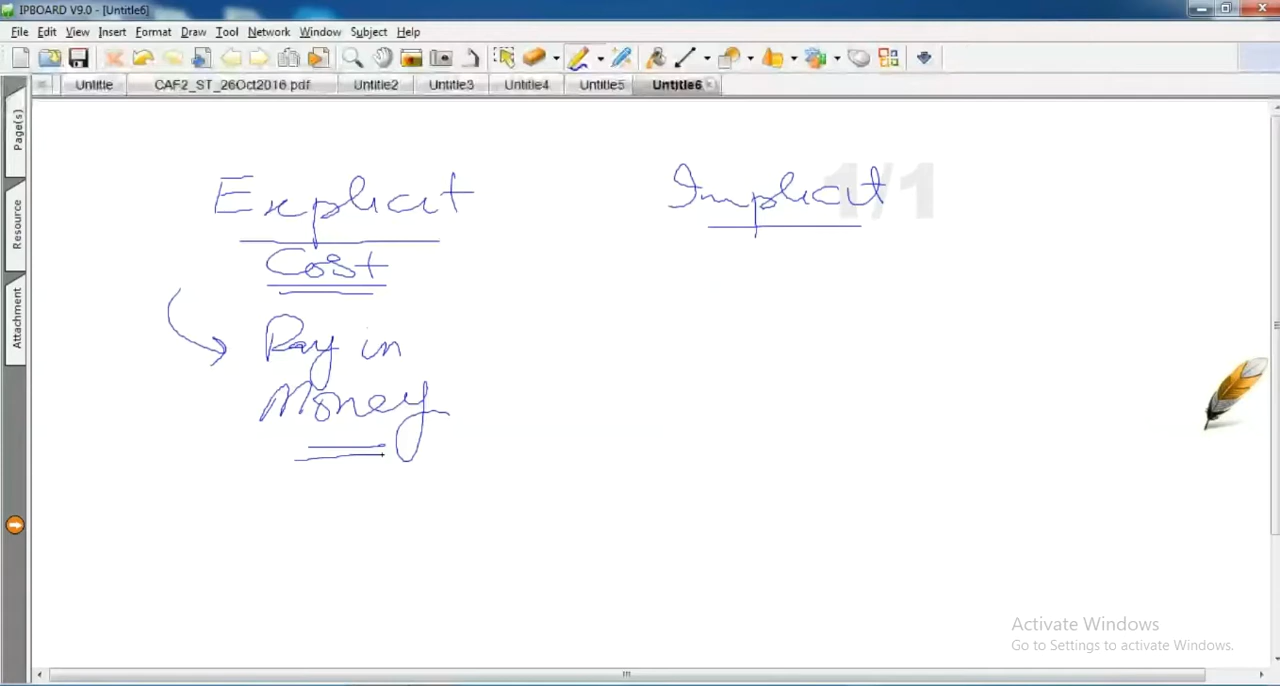 IPBOARD V9.0 - [Untitle6]
File Edit View Insert Format Draw Tool Network Window Subject Help
Untitle CAF2_ST_26Oct2016.pdf Untitle2 Untitle3 Untitle4 Untitle5 Untitle6
Page(s)
Resource
Attachment
1/1
Explicit
Cost
Pay in
Money
Implicit
Activate Windows
Go to Settings to activate Windows.